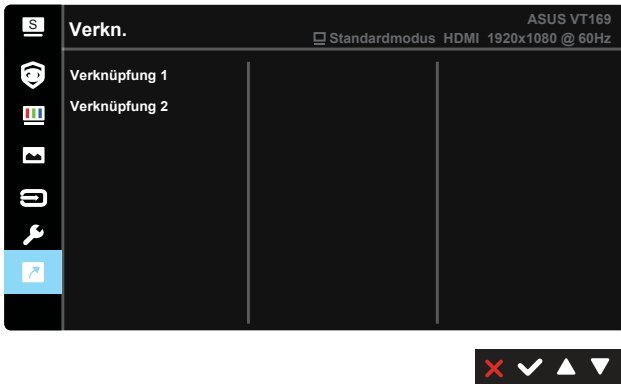 S
Verkn.
ASUS VT169
Standardmodus HDMI 1920x1080 @ 60Hz
Verknüpfung 1
Verknüpfung 2